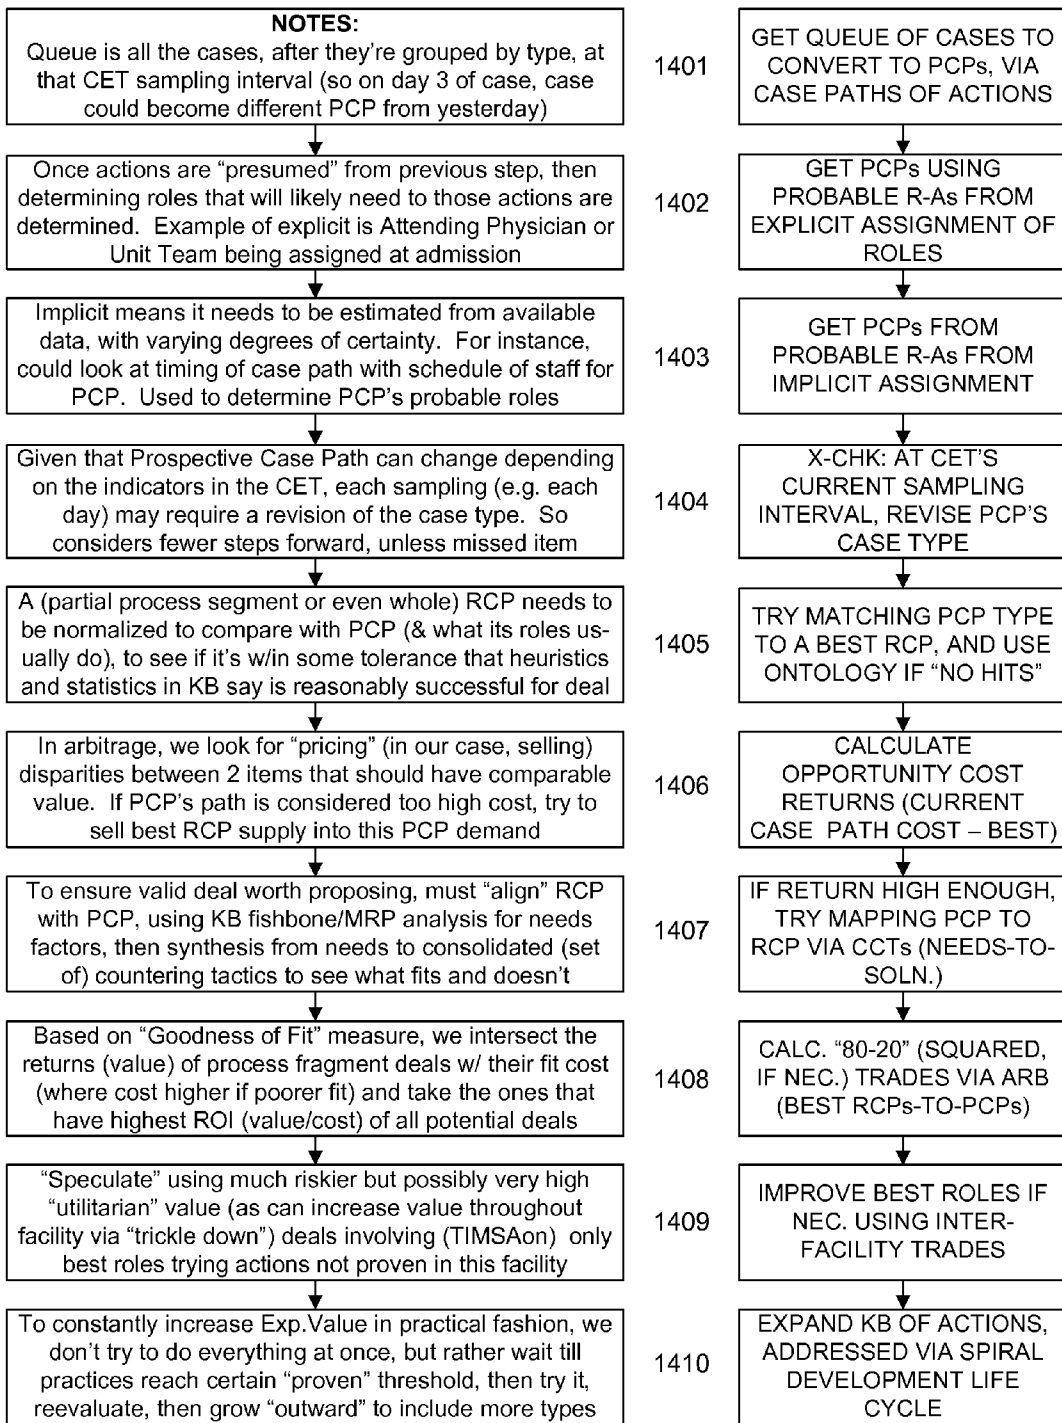 NOTES:
Queue is all the cases, after they're grouped by type, at
that CET sampling interval (so on day 3 of case, case
could become different PCP from yesterday)
1401
GET QUEUE OF CASES TO
CONVERT TO PCPs, VIA
CASE PATHS OF ACTIONS
Once actions are “presumed” from previous step, then
determining roles that will likely need to those actions are
determined. Example of explicit is Attending Physician or
Unit Team being assigned at admission
1402
GET PCPs USING
PROBABLE R-As FROM
EXPLICIT ASSIGNMENT OF
ROLES
Implicit means it needs to be estimated from available
data, with varying degrees of certainty. For instance,
could look at timing of case path with schedule of staff for
PCP. Used to determine PCP's probable roles
1403
GET PCPs FROM
PROBABLE R-As FROM
IMPLICIT ASSIGNMENT
Given that Prospective Case Path can change depending
on the indicators in the CET, each sampling (e.g. each
day) may require a revision of the case type. So
considers fewer steps forward, unless missed item
1404
X-CHK: AT CET'S
CURRENT SAMPLING
INTERVAL, REVISE PCP'S
CASE TYPE
A (partial process segment or even whole) RCP needs to
be normalized to compare with PCP (& what its roles us-
ually do), to see if it's w/in some tolerance that heuristics
and statistics in KB say is reasonably successful for deal
1405
TRY MATCHING PCP TYPE
TO A BEST RCP, AND USE
ONTOLOGY IF “NO HITS”
In arbitrage, we look for “pricing” (in our case, selling)
disparities between 2 items that should have comparable
value. If PCP's path is considered too high cost, try to
sell best RCP supply into this PCP demand
1406
CALCULATE
OPPORTUNITY COST
RETURNS (CURRENT
CASE PATH COST – BEST)
To ensure valid deal worth proposing, must “align” RCP
with PCP, using KB fishbone/MRP analysis for needs
factors, then synthesis from needs to consolidated (set
of) countering tactics to see what fits and doesn't
1407
IF RETURN HIGH ENOUGH,
TRY MAPPING PCP TO
RCP VIA CCTs (NEEDS-TO-
SOLN.)
Based on “Goodness of Fit” measure, we intersect the
returns (value) of process fragment deals w/ their fit cost
(where cost higher if poorer fit) and take the ones that
have highest ROI (value/cost) of all potential deals
1408
CALC. “80-20” (SQUARED,
IF NEC.) TRADES VIA ARB
(BEST RCPs-TO-PCPs)
“Speculate” using much riskier but possibly very high
“utilitarian” value (as can increase value throughout
facility via “trickle down”) deals involving (TIMSAon) only
best roles trying actions not proven in this facility
1409
IMPROVE BEST ROLES IF
NEC. USING INTER-
FACILITY TRADES
To constantly increase Exp.Value in practical fashion, we
don't try to do everything at once, but rather wait till
practices reach certain “proven” threshold, then try it,
reevaluate, then grow “outward” to include more types
1410
EXPAND KB OF ACTIONS,
ADDRESSED VIA SPIRAL
DEVELOPMENT LIFE
CYCLE